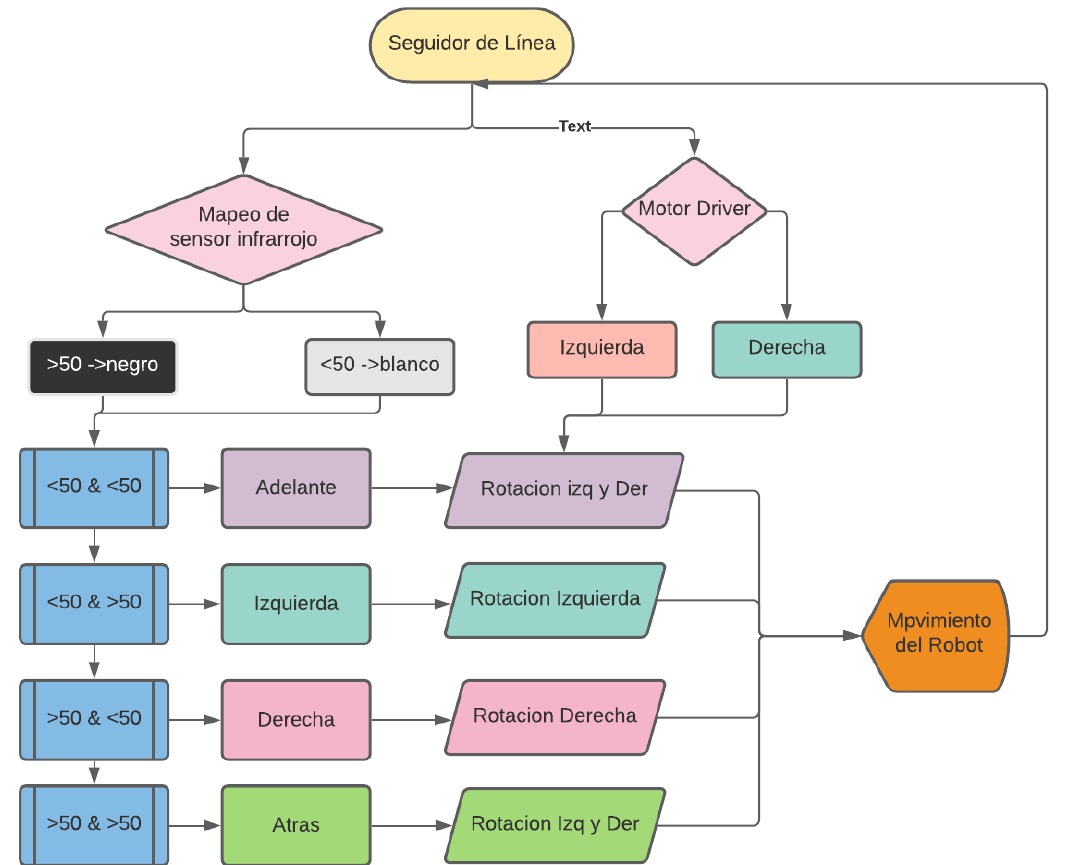 Seguidor de Línea
Text
Mapeo de
sensor infrarrojo
Motor Driver
>50 ->negro
<50 ->blanco
Izquierda
Derecha
<50 & <50
Adelante
Rotacion izq y Der
<50 & >50
Izquierda
Rotacion Izquierda
Mpvimiento
del Robot
>50 & <50
Derecha
Rotacion Derecha
>50 & >50
Atras
Rotacion Izq y Der